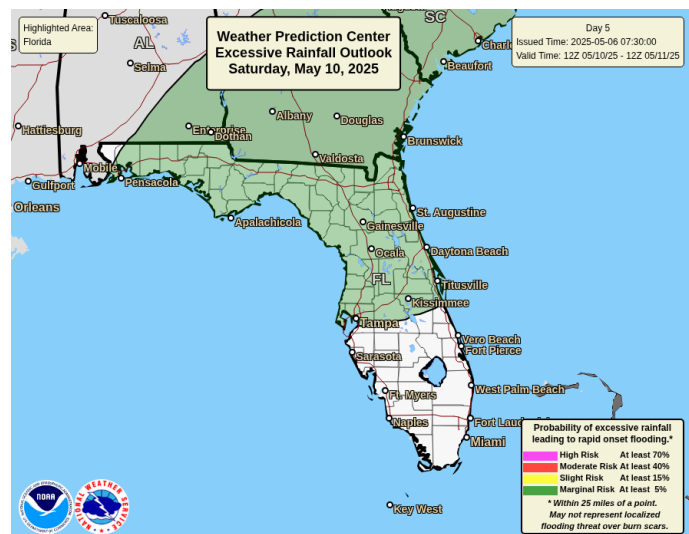 Highlighted Area:
Florida
Weather Prediction Center
Excessive Rainfall Outlook
Saturday, May 10, 2025
Day 5
Issued Time: 2025-05-06 07:30:00
Valid Time: 12Z 05/10/25 - 12Z 05/11/25
SC
Tuscaloosa
AL
Selma
Beaufort
Albany
Douglas
Hattiesburg
Enterprise
Dothan
Brunswick
Valdosta
Mobile
Pensacola
Gulfport
Orleans
St. Augustine
Apalachicola
Gainesville
Ocala
Daytona Beach
FL
Titusville
Kissimmee
Tampa
Vero Beach
Fort Pierce
Sarasota
West Palm Beach
Ft. Myers
Naples
Fort
Miami
Key West
Probability of excessive rainfall
leading to rapid onset flooding.*
High Risk At least 70%
Moderate Risk At least 40%
Slight Risk At least 15%
Marginal Risk At least 5%
* Within 25 miles of a point.
May not represent localized
flooding threat over burn scars.
NOAA
NATIONAL WEATHER SERVICE